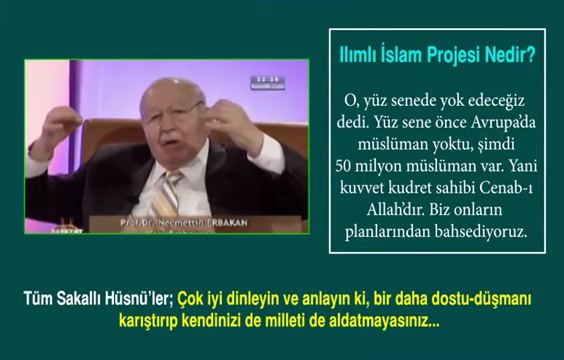 Ilımlı İslam Projesi Nedir?
O, yüz senede yok edeceğiz
dedi. Yüz sene önce Avrupa’da
müslüman yoktu, şimdi
50 milyon müslüman var. Yani
kuvvet kudret sahibi Cenab-ı
Allah’dır. Biz onların
planlarından bahsediyoruz.
Prof.Dr. Necmettin ERBAKAN
Tüm Sakallı Hüsnü’ler; Çok iyi dinleyin ve anlayın ki, bir daha dostu-düşmanı
karıştırıp kendinizi de milleti de aldatmayasınız...